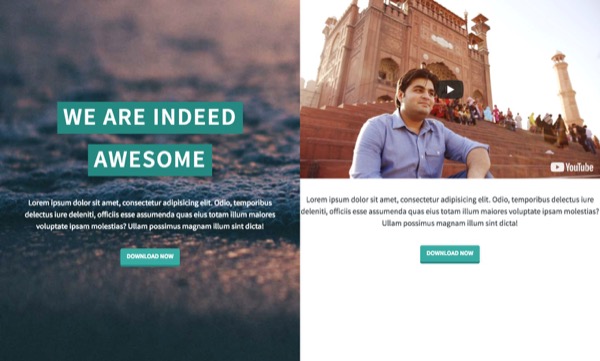 WE ARE INDEED
AWESOME
Lorem ipsum dolor sit amet, consectetur adipisicing elit. Odio, temporibus
delectus iure deleniti, officiis esse assumenda quas eius totam illum maiores
voluptate ipsum molestias? Ullam possimus magnam illum sint dicta!
DOWNLOAD NOW
YouTube
Lorem ipsum dolor sit amet, consectetur adipisicing elit. Odio, temporibus delectus iure
deleniti, officiis esse assumenda quas eius totam illum maiores voluptate ipsum molestias?
Ullam possimus magnam illum sint dicta!
DOWNLOAD NOW